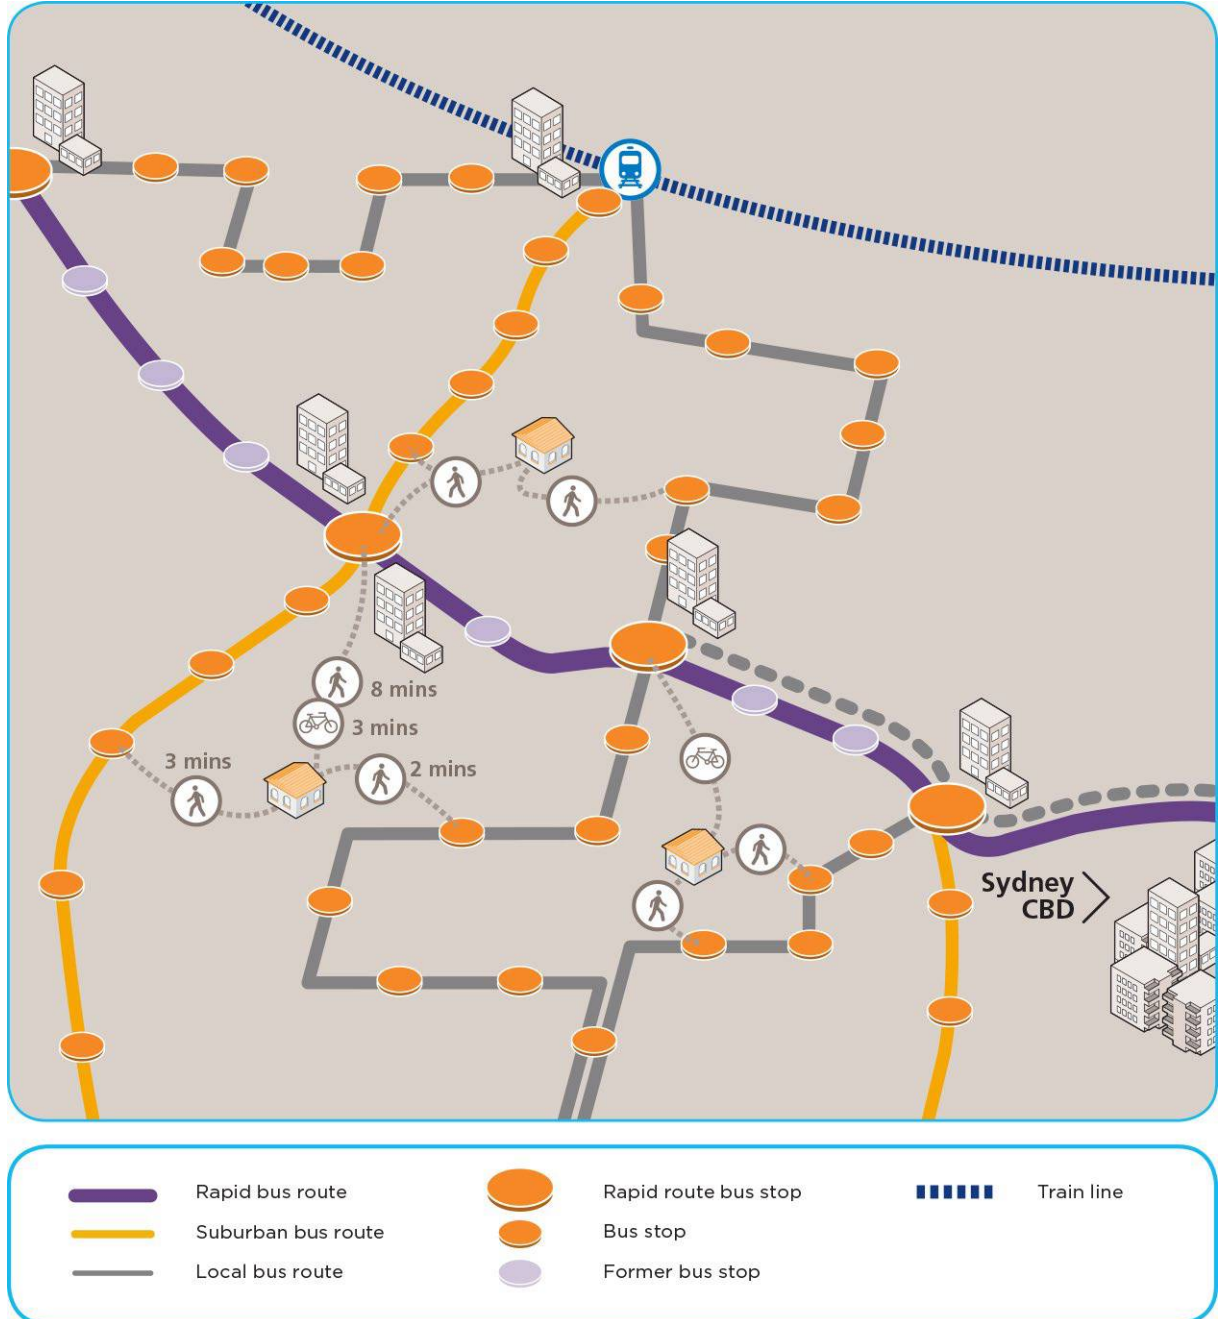 8 mins
3 mins
3 mins
2 mins
Sydney
CBD
Rapid bus route
Rapid route bus stop
Train line
Suburban bus route
Bus stop
Local bus route
Former bus stop